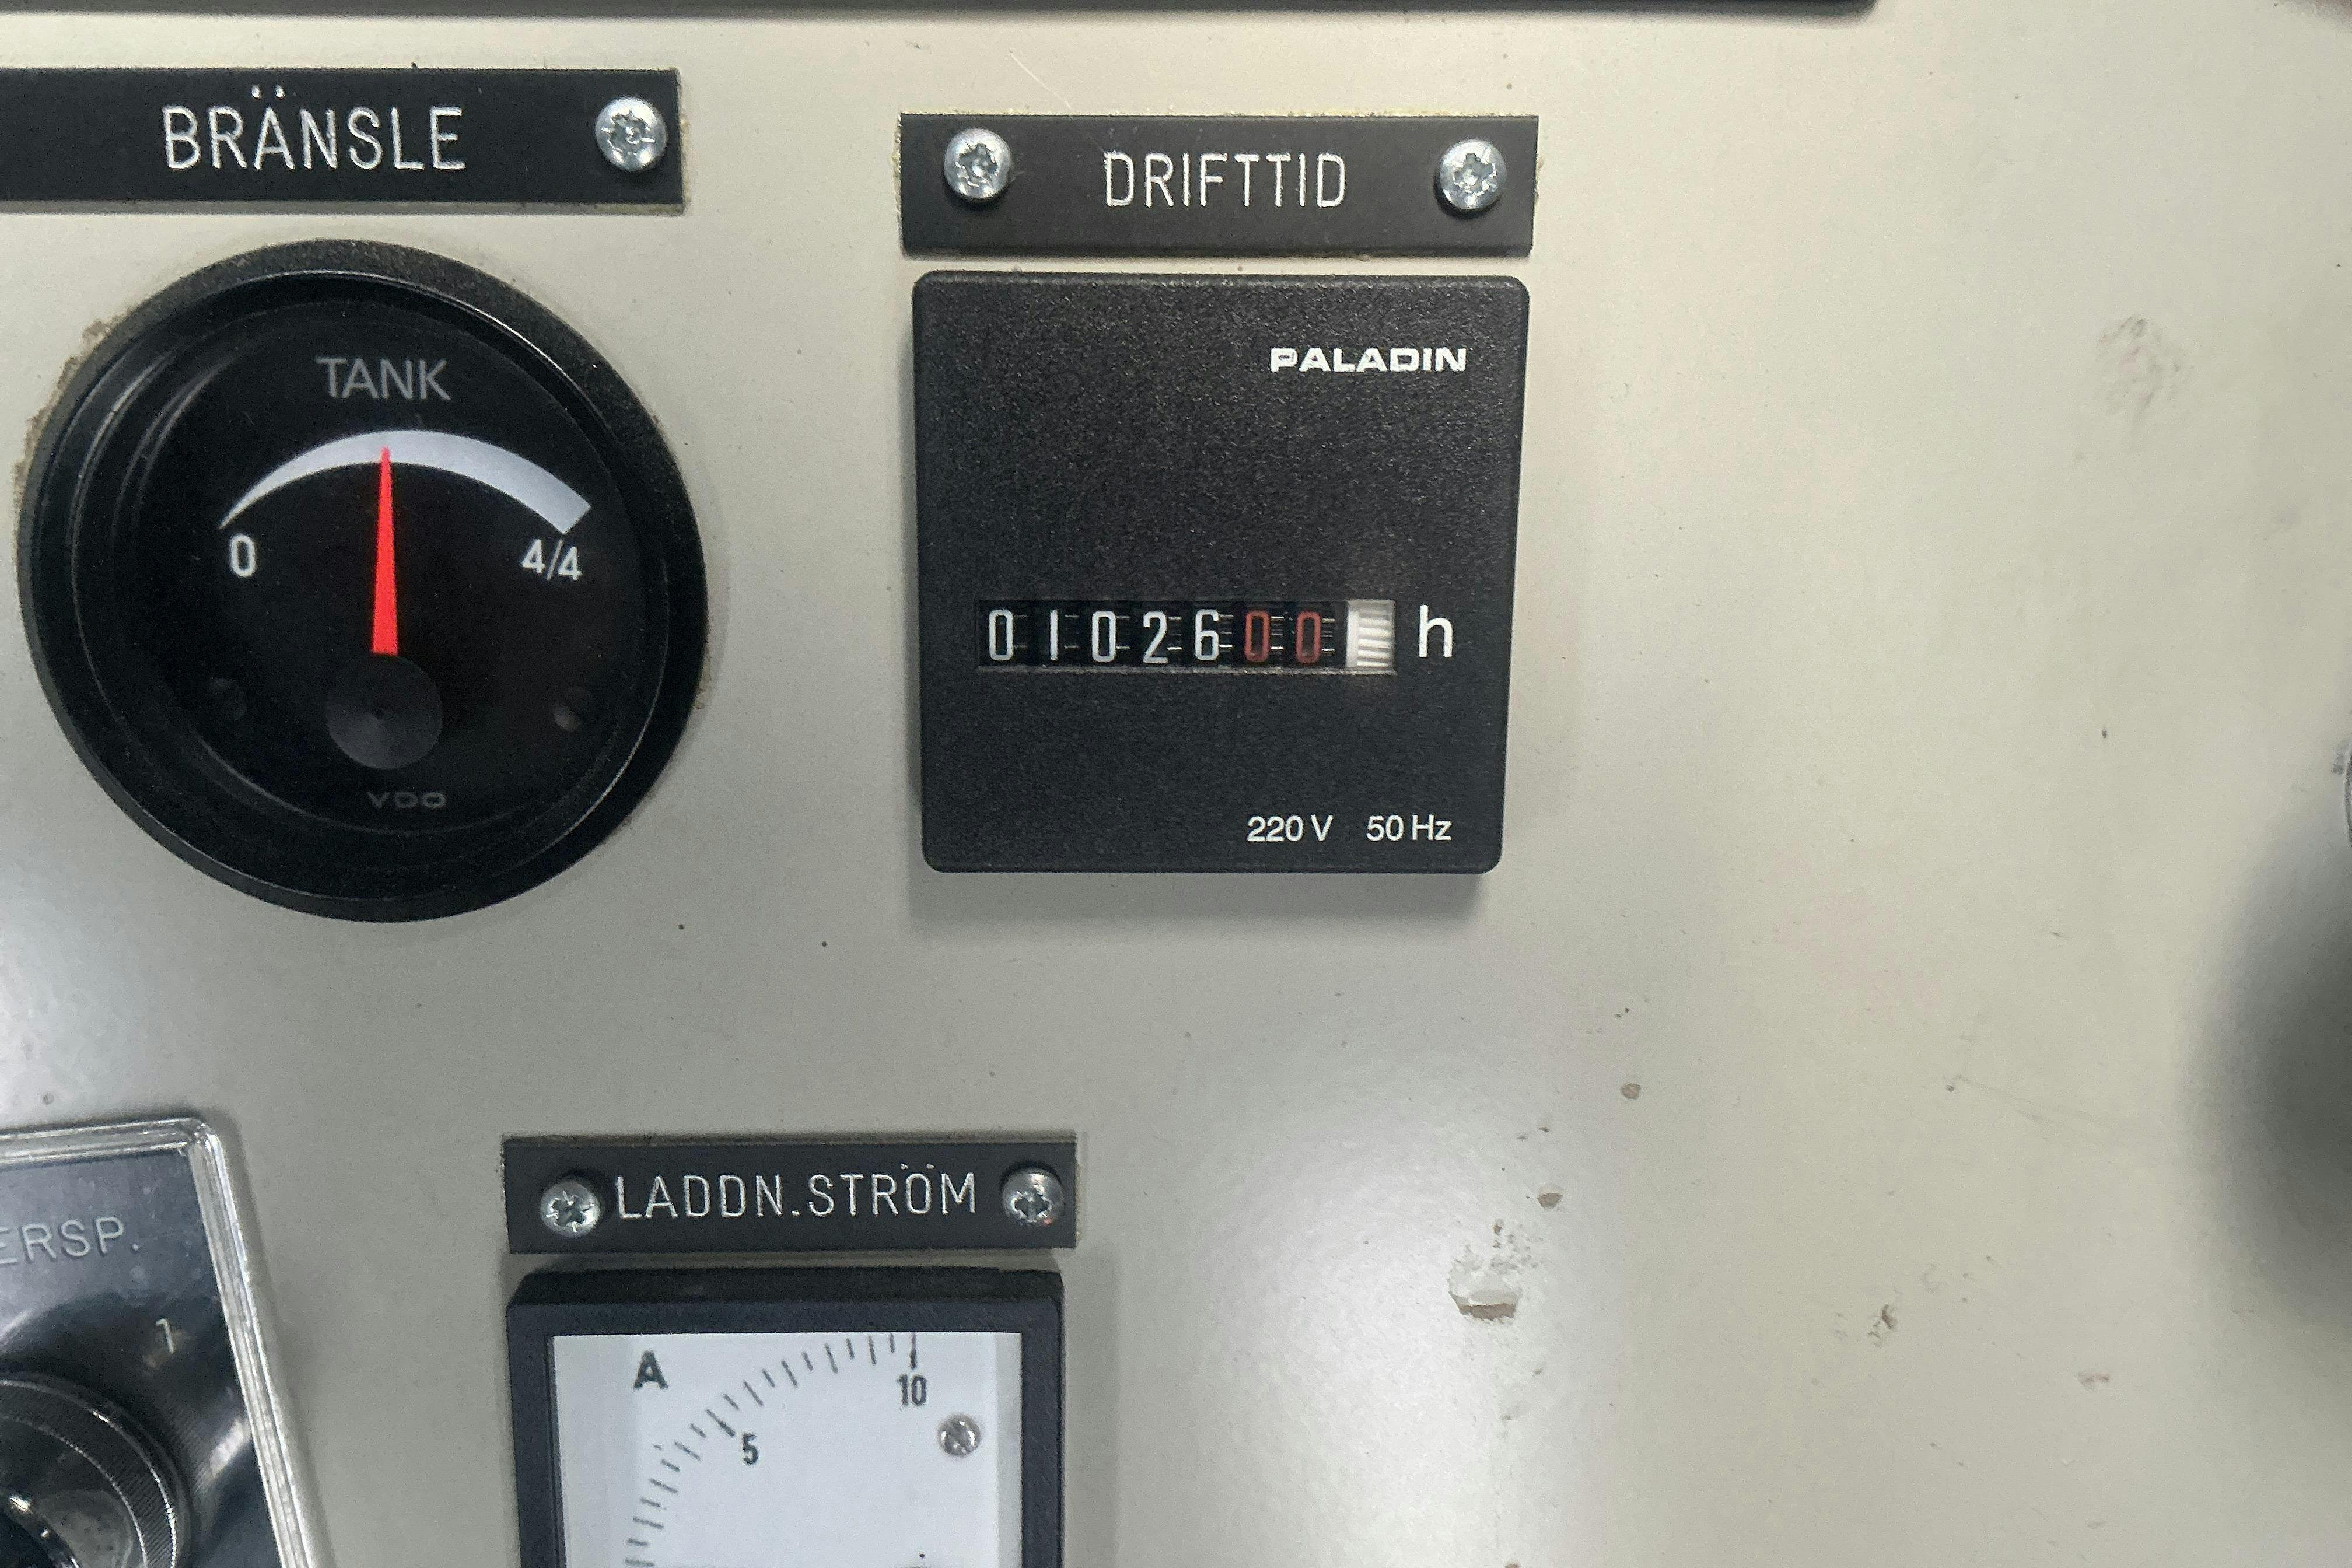 BRÄNSLE
DRIFTTID
TANK
0 4/4
VDO
PALADIN
0102600 h
220 V 50 Hz
LADDN.STRÖM
ERSP.
1
A
5
10